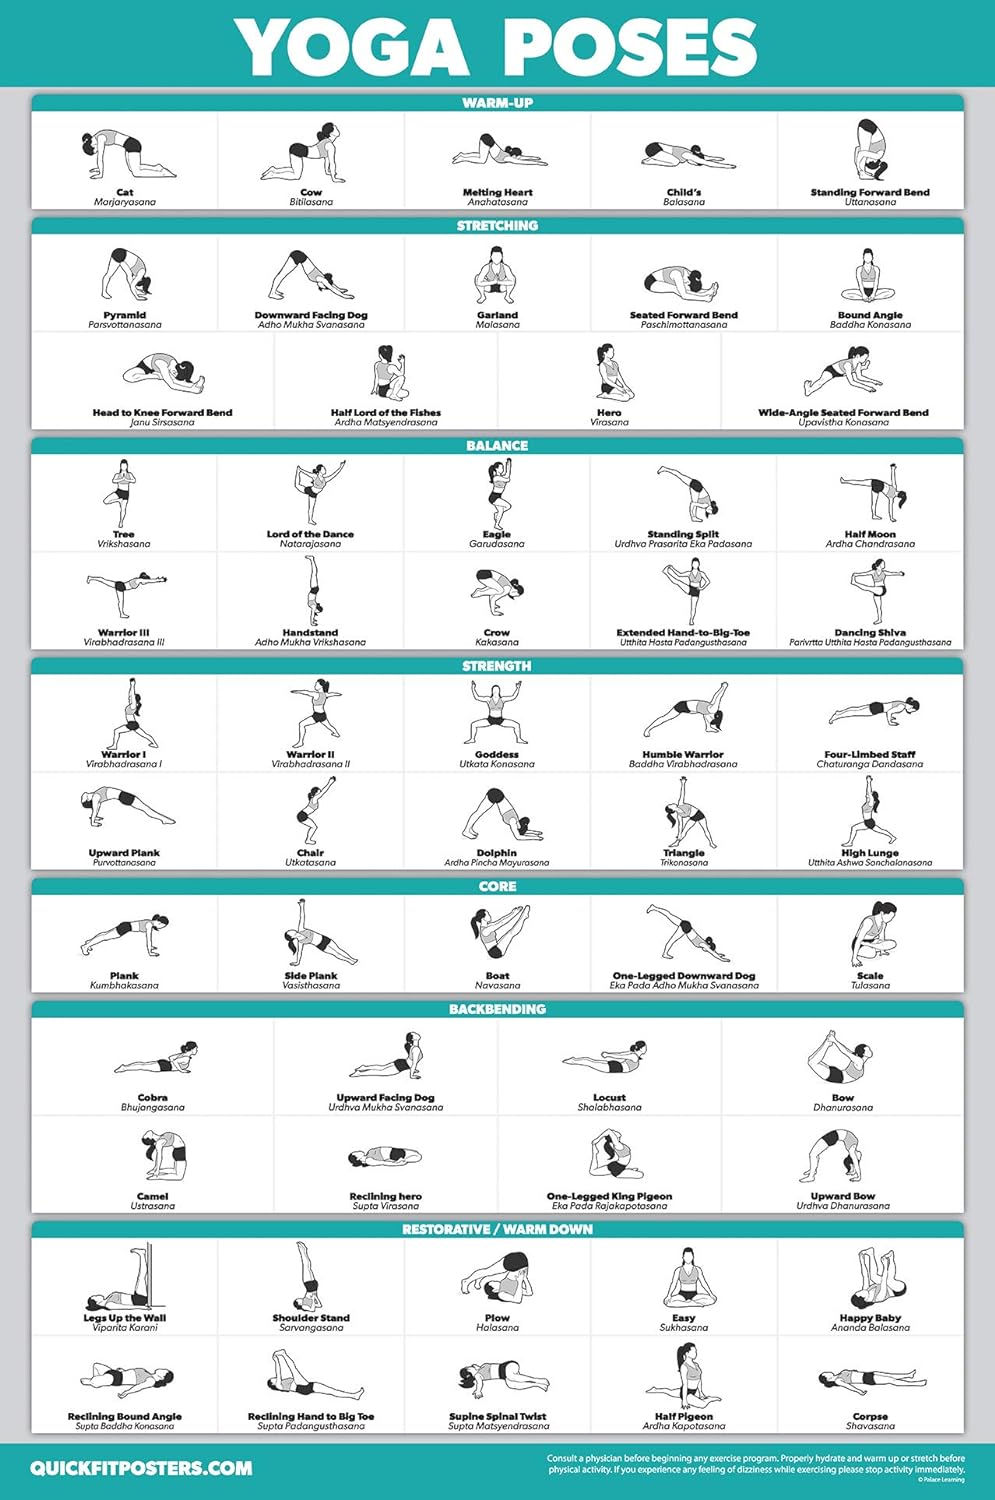 YOGA POSES
WARM-UP
Cat
Marjaryasana
Cow
Bitilasana
Melting Heart
Anahatasana
Child's
Balasana
Standing Forward Bend
Uttanasana
STRETCHING
Pyramid
Parsvottanasana
Downward Facing Dog
Adho Mukha Svanasana
Garland
Malasana
Seated Forward Bend
Paschimottanasana
Bound Angle
Baddha Konasana
Head to Knee Forward Bend
Janu Sirsasana
Half Lord of the Fishes
Ardha Matsyendrasana
Hero
Virasana
Wide-Angle Seated Forward Bend
Upavistha Konasana
BALANCE
Tree
Vrikshasana
Lord of the Dance
Natarajasana
Eagle
Garudasana
Standing Split
Urdhva Prasarita Eka Padasana
Half Moon
Ardha Chandrasana
Warrior III
Virabhadrasana III
Handstand
Adho Mukha Vrikshasana
Crow
Kakasana
Extended Hand-to-Big-Toe
Utthita Hasta Padangusthasana
Dancing Shiva
Parivrtta Utthita Hasta Padangusthasana
STRENGTH
Warrior I
Virabhadrasana I
Warrior II
Virabhadrasana II
Goddess
Utkata Konasana
Humble Warrior
Baddha Virabhadrasana
Four-Limbed Staff
Chaturanga Dandasana
Upward Plank
Purvottanasana
Chair
Utkatasana
Dolphin
Ardha Pincha Mayurasana
Triangle
Trikonasana
High Lunge
Utthita Ashwa Sanchalanasana
CORE
Plank
Kumbhakasana
Side Plank
Vasisthasana
Boat
Navasana
One-Legged Downward Dog
Eka Pada Adho Mukha Svanasana
Scale
Tulasana
BACKBENDING
Cobra
Bhujangasana
Upward Facing Dog
Urdhva Mukha Svanasana
Locust
Shalabhasana
Bow
Dhanurasana
Camel
Ustrasana
Reclining hero
Supta Virasana
One-Legged King Pigeon
Eka Pada Rajakapotasana
Upward Bow
Urdhva Dhanurasana
RESTORATIVE / WARM DOWN
Legs Up the Wall
Viparita Karani
Shoulder Stand
Sarvangasana
Plow
Halasana
Easy
Sukhasana
Happy Baby
Ananda Balasana
Reclining Bound Angle
Supta Baddha Konasana
Reclining Hand to Big Toe
Supta Padangusthasana
Supine Spinal Twist
Supta Matsyendrasana
Half Pigeon
Ardha Kapotasana
Corpse
Shavasana
QUICKFITPOSTERS.COM
Consult a physician before beginning any exercise program. Properly hydrate and warm up or stretch before
physical activity. If you experience any feeling of dizziness while exercising please stop activity immediately.
© Palace Learning